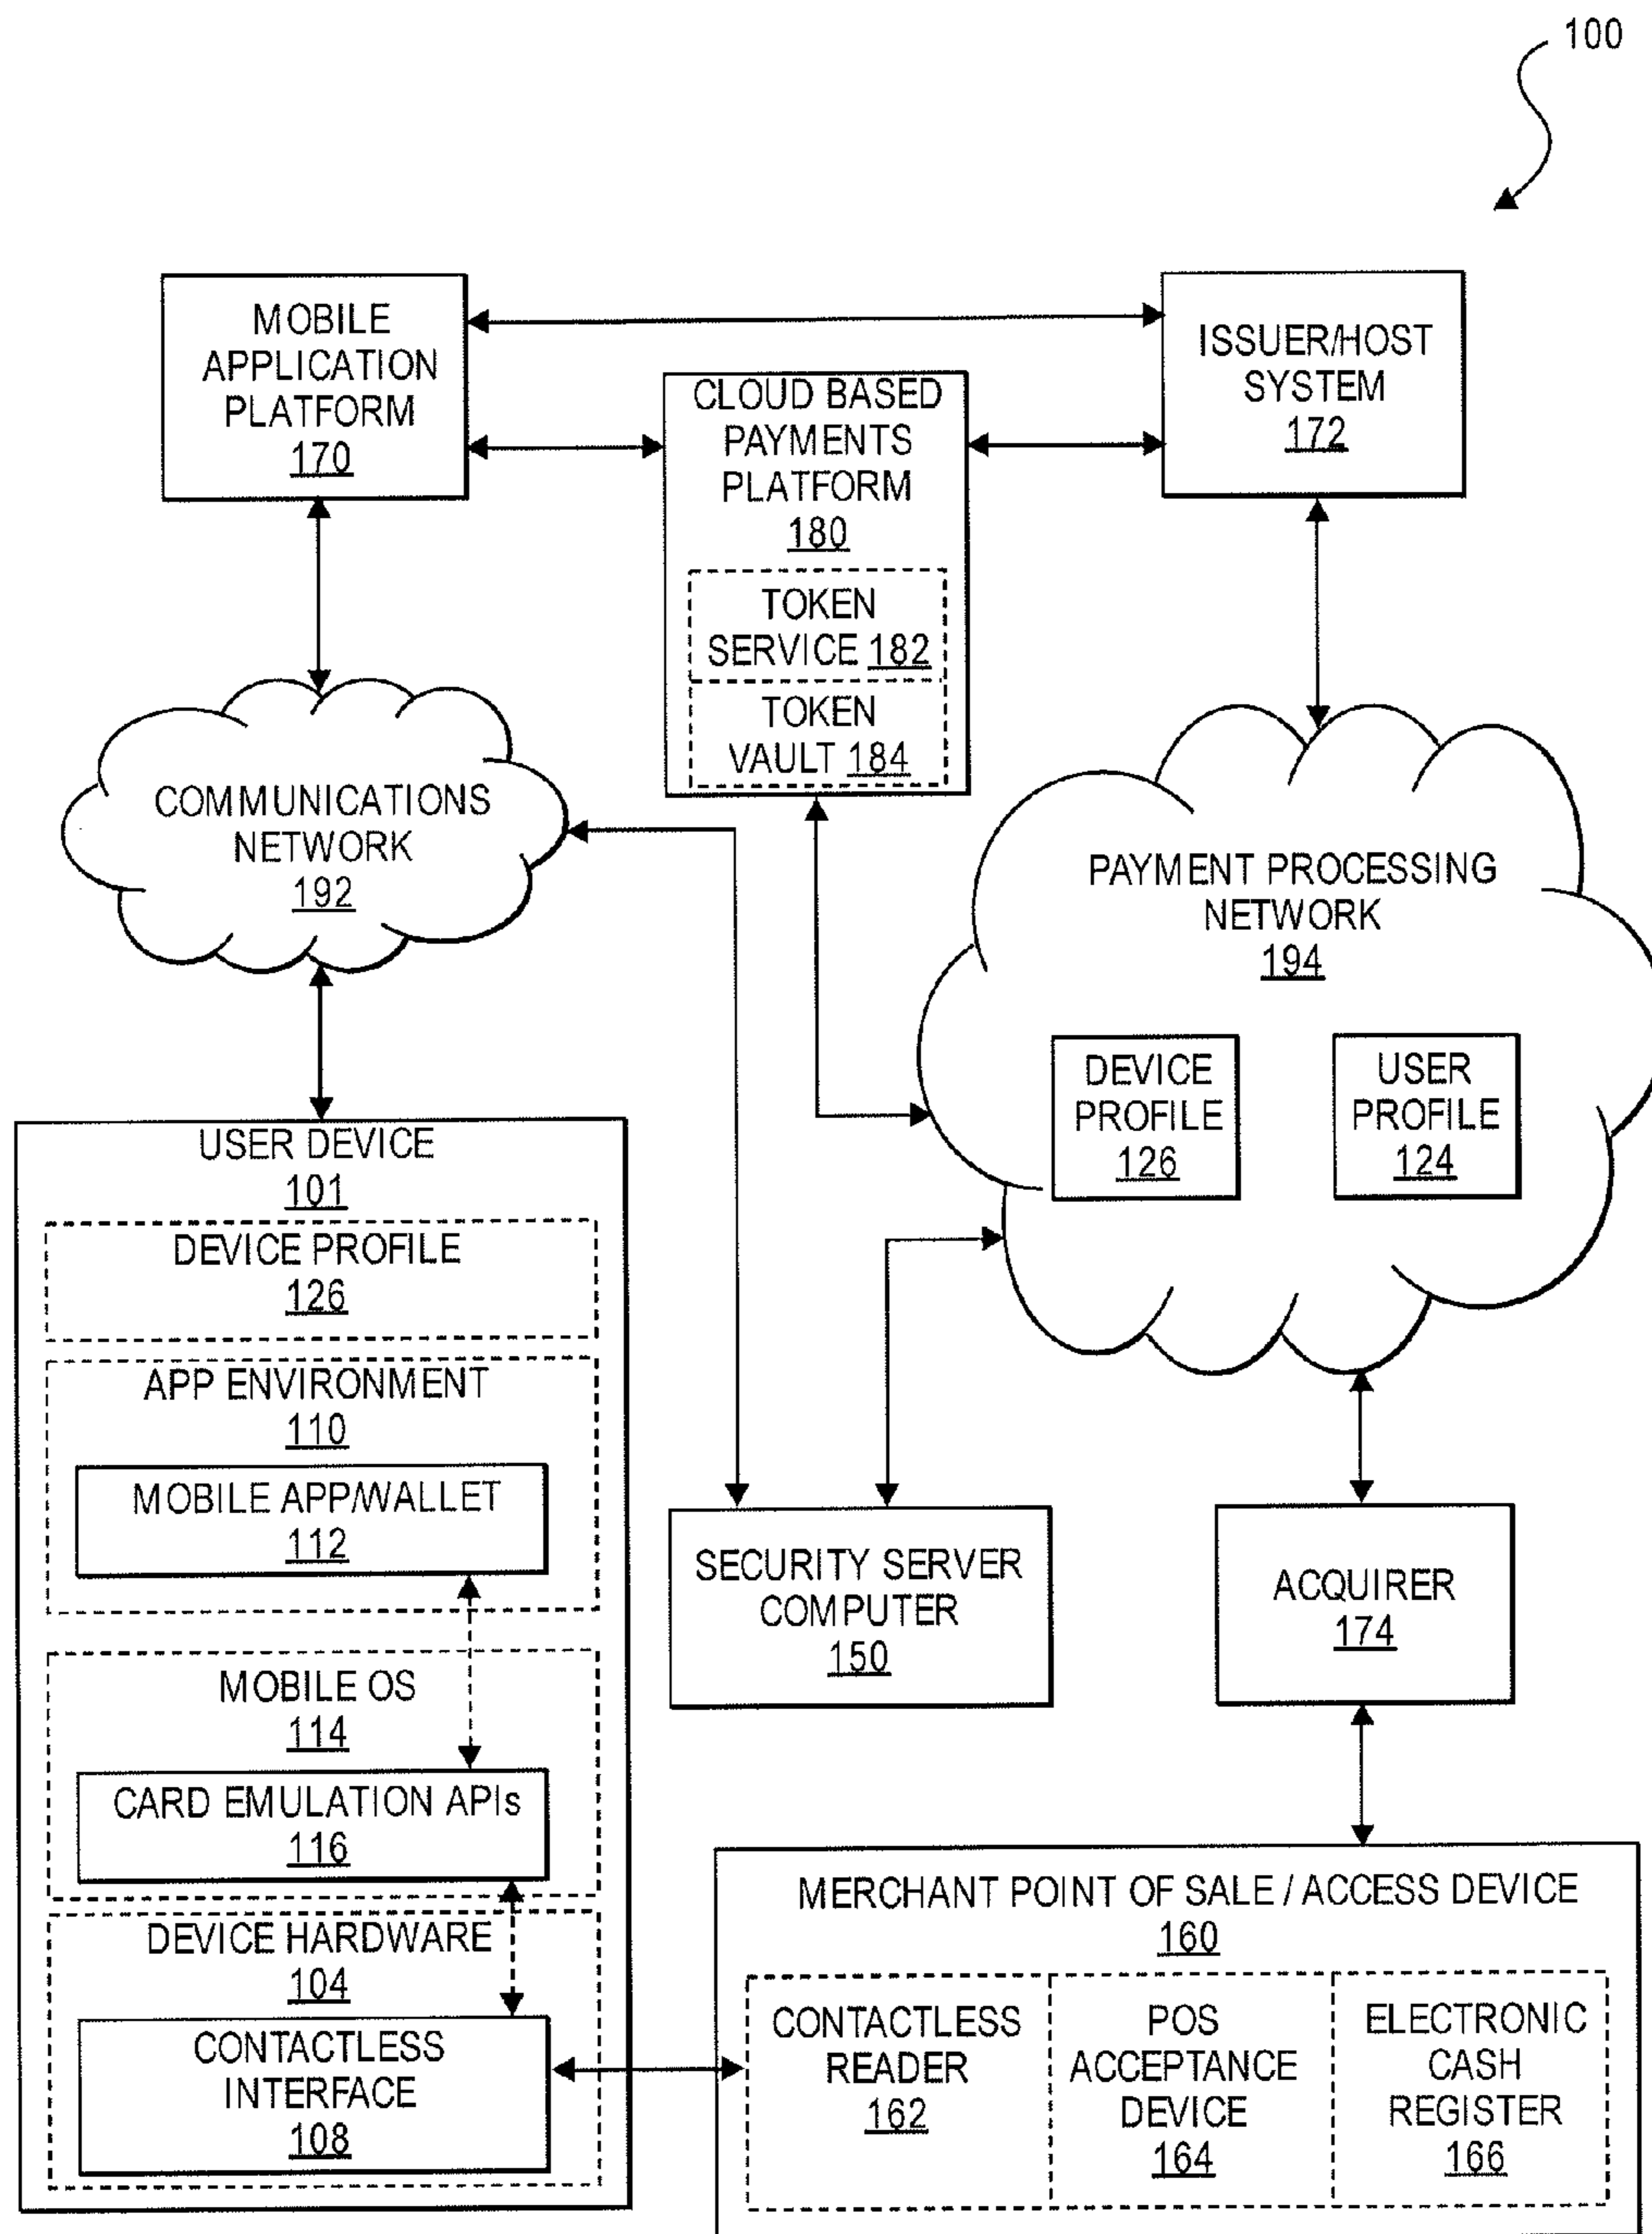 100
MOBILE
APPLICATION
PLATFORM
170
ISSUER/HOST
SYSTEM
172
CLOUD BASED
PAYMENTS
PLATFORM
180
TOKEN
SERVICE 182
TOKEN
VAULT 184
COMMUNICATIONS
NETWORK
192
PAYMENT PROCESSING
NETWORK
194
DEVICE
PROFILE
126
USER
PROFILE
124
USER DEVICE
101
DEVICE PROFILE
126
APP ENVIRONMENT
110
MOBILE APP/WALLET
112
MOBILE OS
114
CARD EMULATION APIs
116
DEVICE HARDWARE
104
CONTACTLESS
INTERFACE
108
SECURITY SERVER
COMPUTER
150
ACQUIRER
174
MERCHANT POINT OF SALE / ACCESS DEVICE
160
CONTACTLESS
READER
162
POS
ACCEPTANCE
DEVICE
164
ELECTRONIC
CASH
REGISTER
166